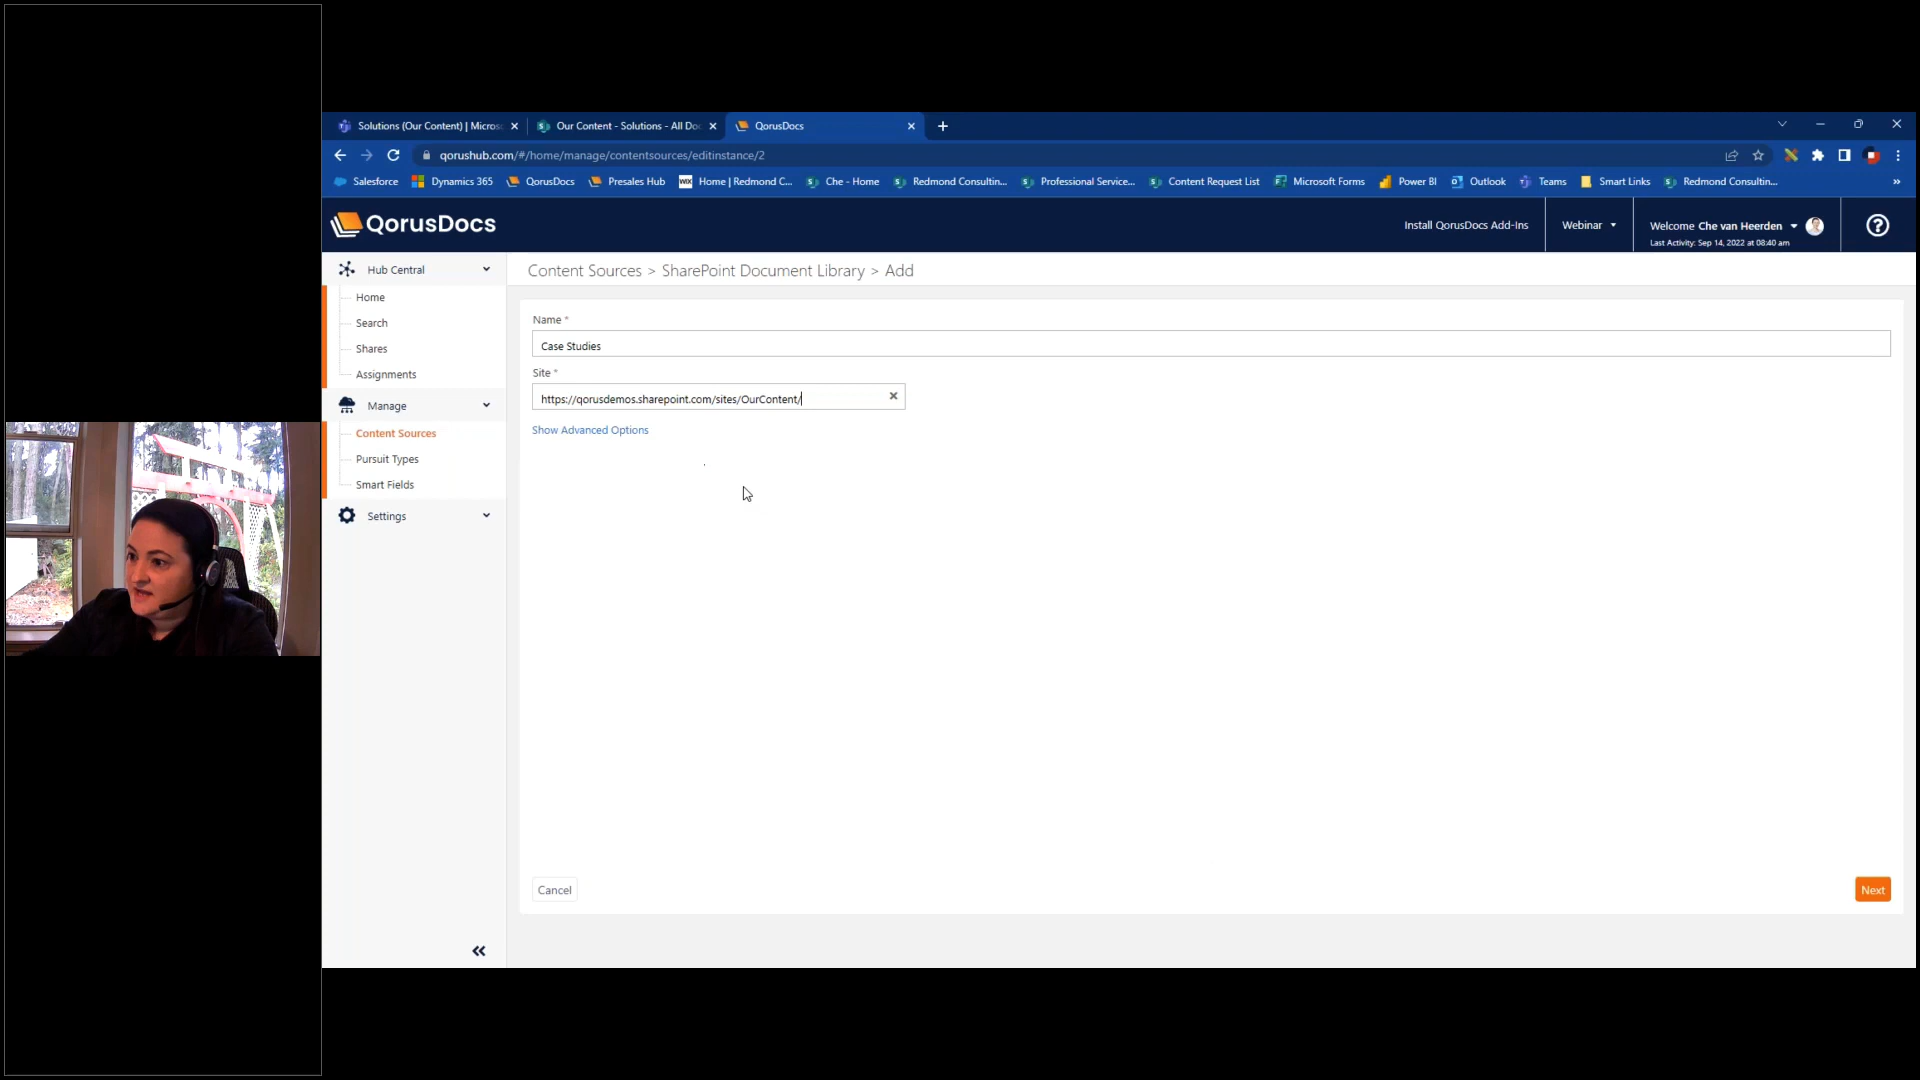 Solutions (Our Content) | Micros
Our Content - Solutions - All Doc
QorusDocs
qorushub.com/#/home/manage/contentsources/editinstance/2
Salesforce
Dynamics 365
QorusDocs
Presales Hub
Home | Redmond C...
Che - Home
Redmond Consultin...
Professional Service...
Content Request List
Microsoft Forms
Power BI
Outlook
Teams
Smart Links
Redmond Consultin...
QorusDocs
Install QorusDocs Add-Ins
Webinar
Welcome Che van Heerden
Last Activity: Sep 14, 2022 at 08:40 am
Hub Central
Home
Search
Shares
Assignments
Manage
Content Sources
Pursuit Types
Smart Fields
Settings
Content Sources > SharePoint Document Library > Add
Name *
Case Studies
Site *
https://qorusdemos.sharepoint.com/sites/OurContent/
Show Advanced Options
Cancel
Next